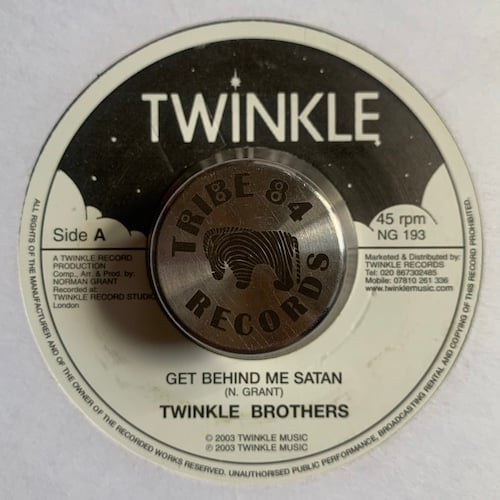 TWINKLE
TRIBE 84
RECORDS
Side A
45 rpm
NG 193
A TWINKLE RECORD
PRODUCTION
Comp., Arr. & Prod. by:
NORMAN GRANT
Recorded at:
TWINKLE RECORD STUDIO
London
Marketed & Distributed by:
TWINKLE RECORDS
Tel: 020 867302485
Mobile: 07810 261 336
www.twinklemusic.com
GET BEHIND ME SATAN
(N. GRANT)
TWINKLE BROTHERS
© 2003 TWINKLE MUSIC
℗ 2003 TWINKLE MUSIC
ALL RIGHTS OF THE MANUFACTURER AND OF THE OWNER OF THE RECORDED WORKS RESERVED. UNAUTHORISED PUBLIC PERFORMANCE, BROADCASTING RENTAL AND COPYING OF THIS RECORD PROHIBITED.